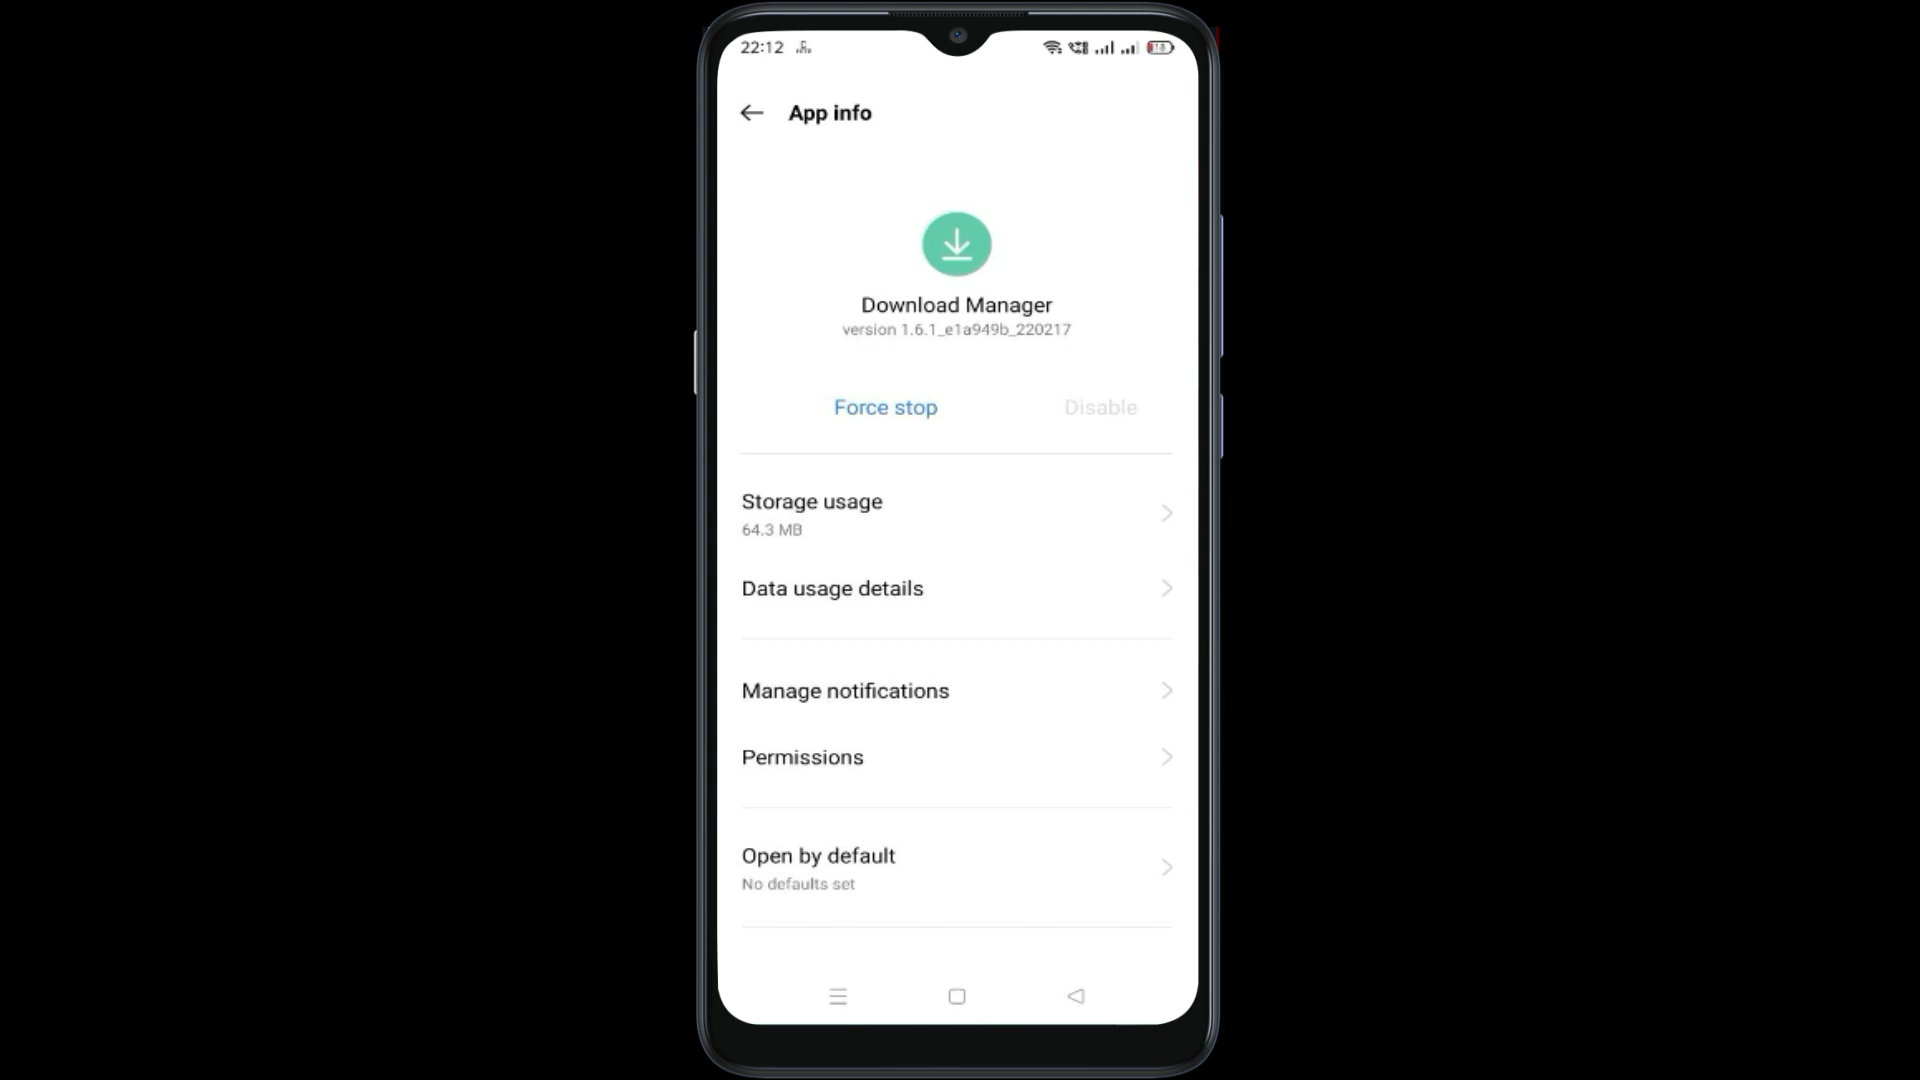 22:12
18
App info
Download Manager
version 1.6.1_e1a949b_220217
Force stop Disable
Storage usage
64.3 MB
Data usage details
Manage notifications
Permissions
Open by default
No defaults set